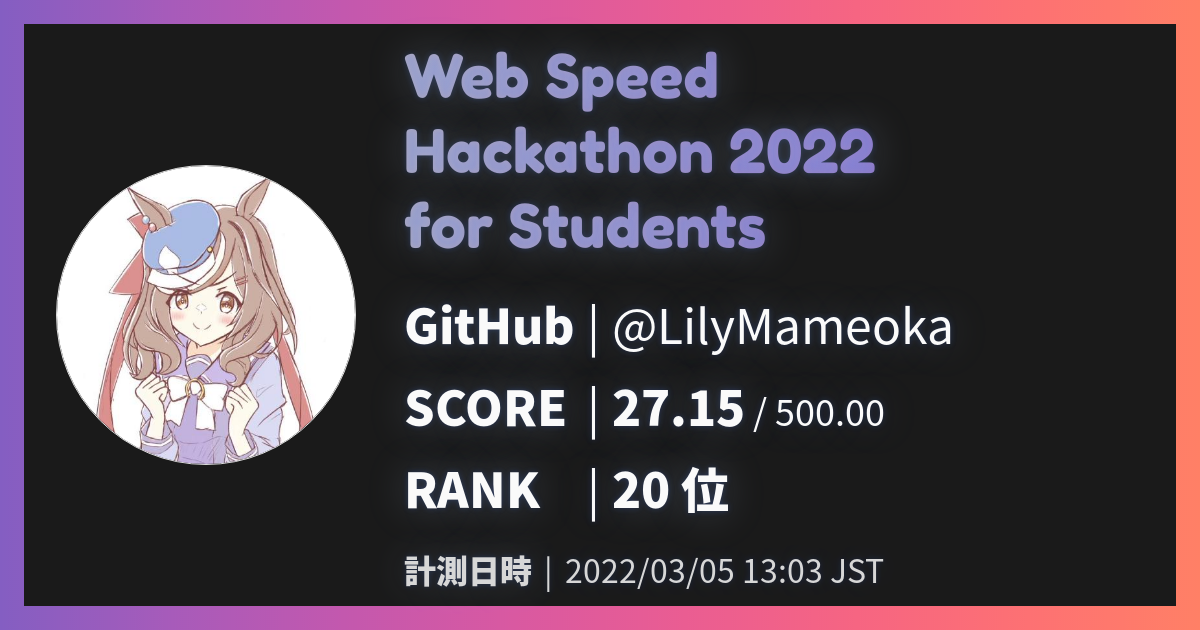 Web Speed
Hackathon 2022
for Students
GitHub | @LilyMameoka
SCORE | 27.15 / 500.00
RANK | 20 位
計測日時 | 2022/03/05 13:03 JST